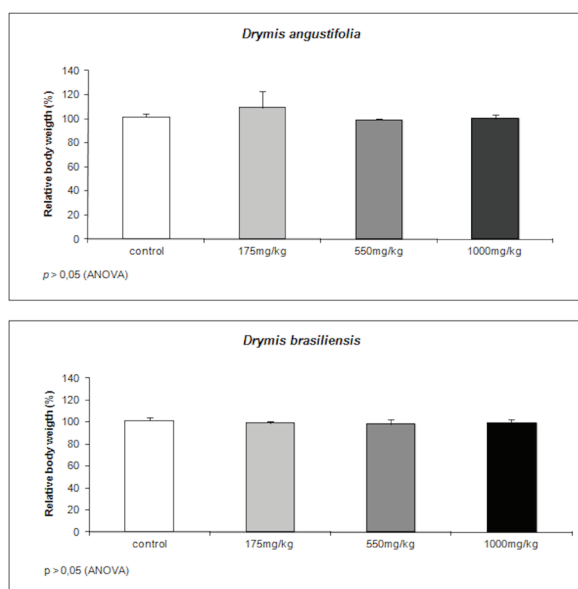 Drymis angustifolia
Relative body weigth (%)
140
120
100
80
60
40
20
0
control 175mg/kg 550mg/kg 1000mg/kg
p > 0,05 (ANOVA)
Drymis brasiliensis
Relative body weigth (%)
140
120
100
80
60
40
20
0
control 175mg/kg 550mg/kg 1000mg/kg
p > 0,05 (ANOVA)